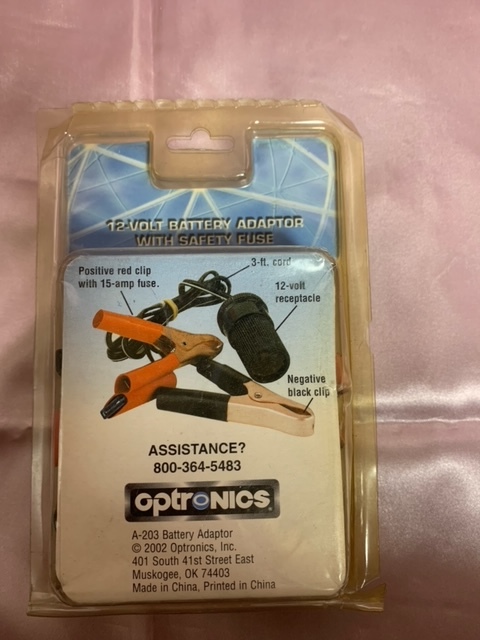 12-VOLT BATTERY ADAPTOR
WITH SAFETY FUSE
Positive red clip
with 15-amp fuse.
3-ft. cord
12-volt
receptacle
Negative
black clip
ASSISTANCE?
800-364-5483
OPTRONICS
A-203 Battery Adaptor
© 2002 Optronics, Inc.
401 South 41st Street East
Muskogee, OK 74403
Made in China, Printed in China